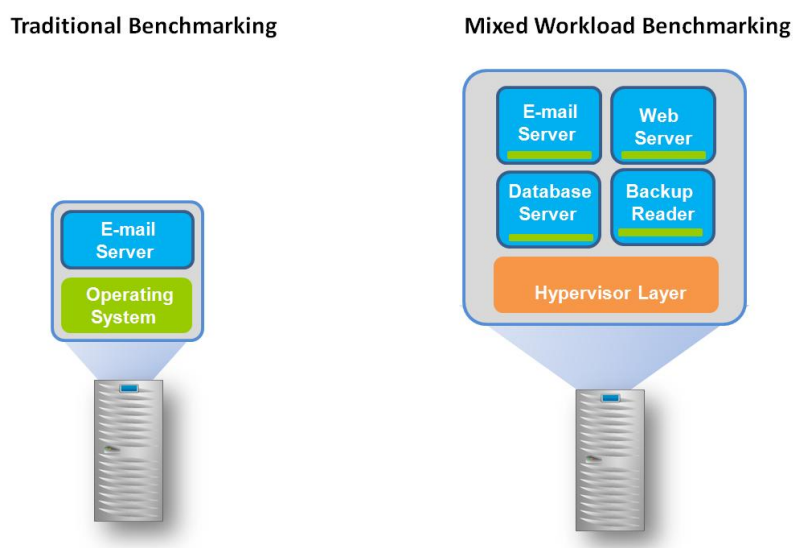 Traditional Benchmarking
Mixed Workload Benchmarking
E-mail
Server
Operating
System
E-mail
Server
Web
Server
Database
Server
Backup
Reader
Hypervisor Layer